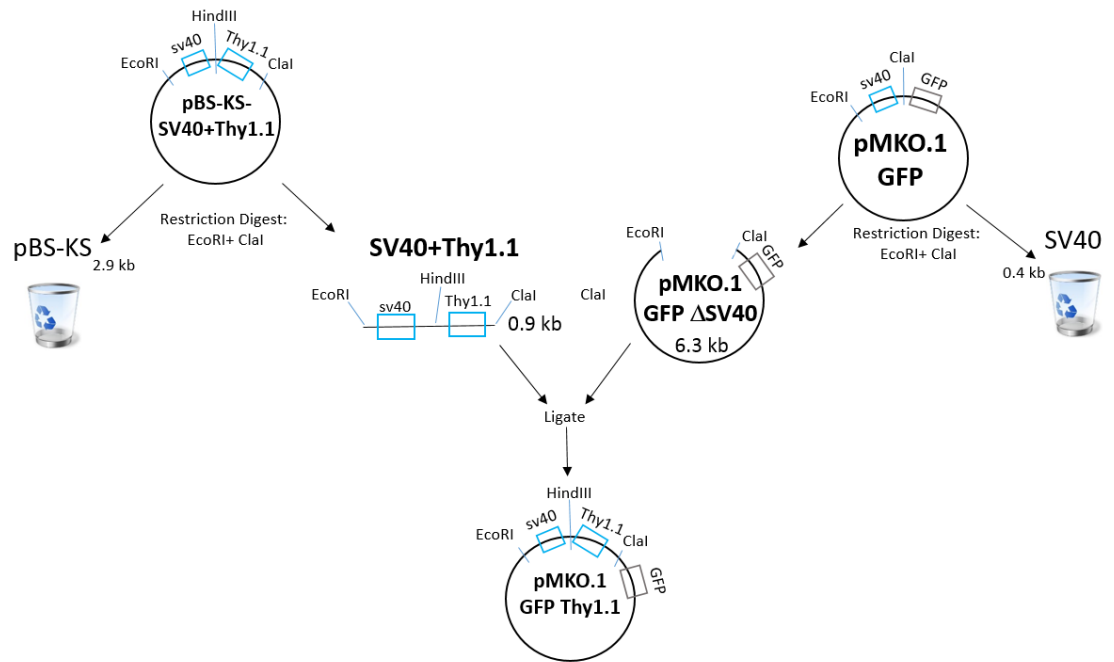 HindIII
sv40
Thy1.1
EcoRI
ClaI
pBS-KS-
SV40+Thy1.1
ClaI
sv40
GFP
EcoRI
pMKO.1
GFP
Restriction Digest:
EcoRI+ ClaI
pBS-KS
2.9 kb
Restriction Digest:
EcoRI+ ClaI
SV40
0.4 kb
SV40+Thy1.1
HindIII
EcoRI
sv40
Thy1.1
ClaI
0.9 kb
ClaI
EcoRI
ClaI
GFP
pMKO.1
GFP ΔSV40
6.3 kb
Ligate
HindIII
sv40
Thy1.1
EcoRI
ClaI
GFP
pMKO.1
GFP Thy1.1